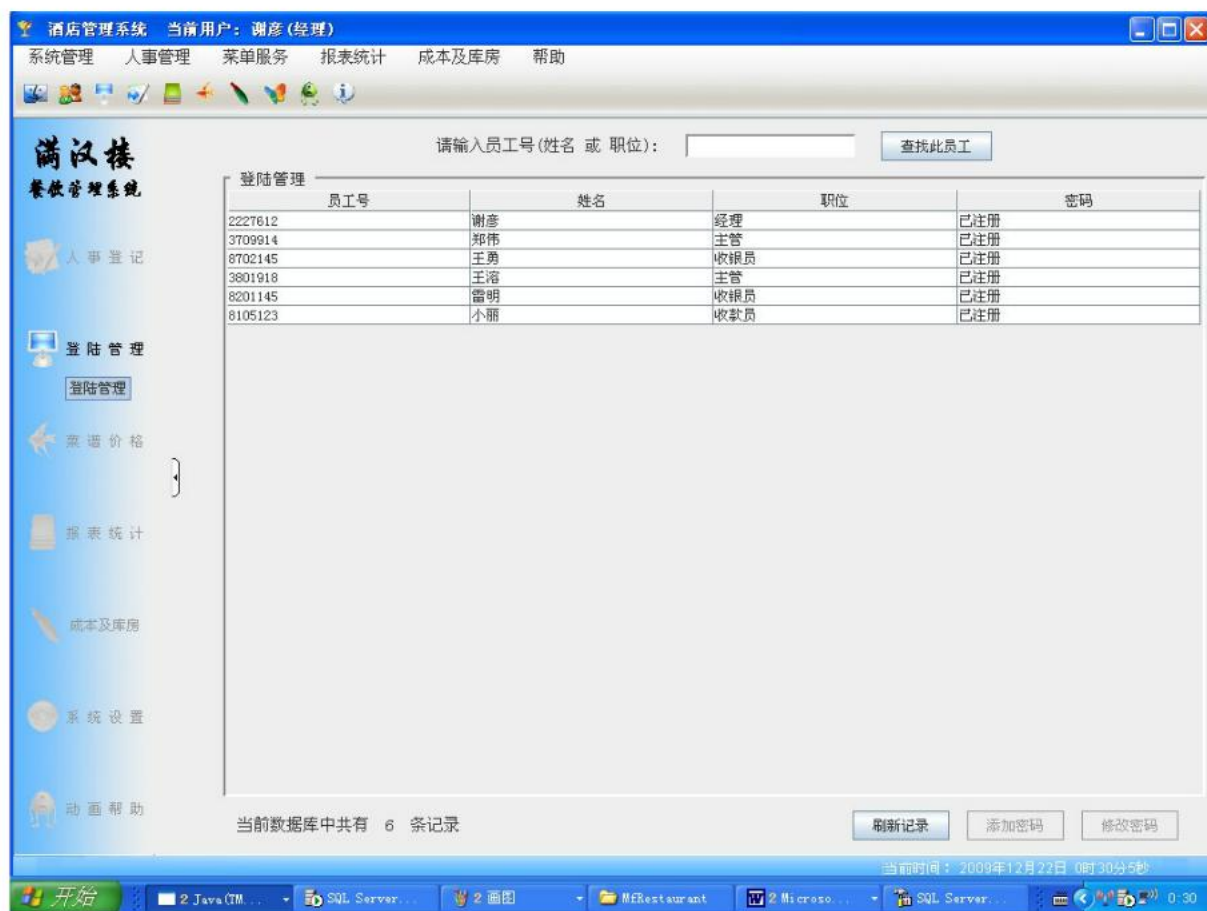 酒店管理系统 当前用户: 谢彦(经理)
系统管理 人事管理 菜单服务 报表统计 成本及库房 帮助
满汉楼
餐饮管理系统
人事登记
登陆管理
登陆管理
菜谱价格
报表统计
成本及库房
系统设置
动画帮助
请输入员工号(姓名 或 职位): 查找此员工
登陆管理
员工号 姓名 职位 密码
2227612 谢彦 经理 已注册
3709914 郑伟 主管 已注册
8702145 王勇 收银员 已注册
3801918 王溶 主管 已注册
8201145 雷明 收银员 已注册
8105123 小丽 收款员 已注册
当前数据库中共有 6 条记录 刷新记录 添加密码 修改密码
当前时间: 2009年12月22日 0时30分5秒
开始 2 Java(TM... SQL Server... 2 画图 MfRestaurant 2 Microso... SQL Server... 0:30